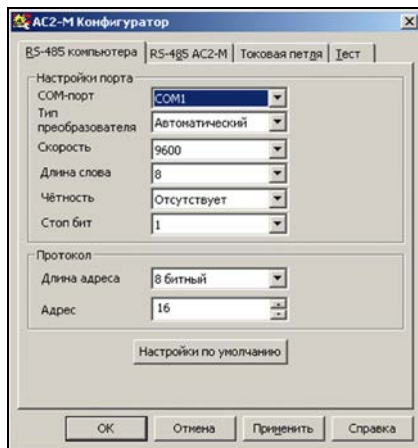 АС2-М Конфигуратор
RS-485 компьютера RS-485 АС2-М Токовая петля Тест
Настройки порта
COM-порт COM1
Тип
преобразователя Автоматический
Скорость 9600
Длина слова 8
Чётность Отсутствует
Стоп бит 1
Протокол
Длина адреса 8 битный
Адрес 16
Настройки по умолчанию
OK Отмена Применить Справка